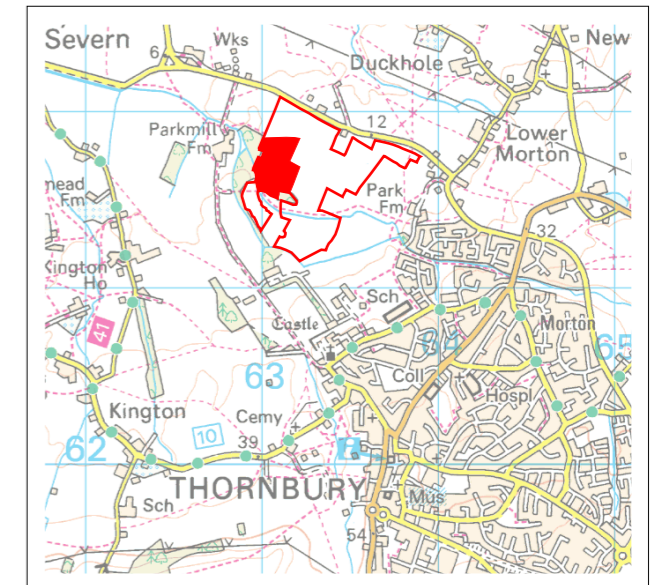 Severn
6
Wks
New
Duckhole
12
Parkmill
Fm
Lower
Morton
Park
Fm
mead
Fm
32
Kington
Ho
Sch
41
Castle
Morton
64
65
63
Coll
Hospl
Kington
Cemy
62
10
39
THORNBURY
Mus
Sch
54